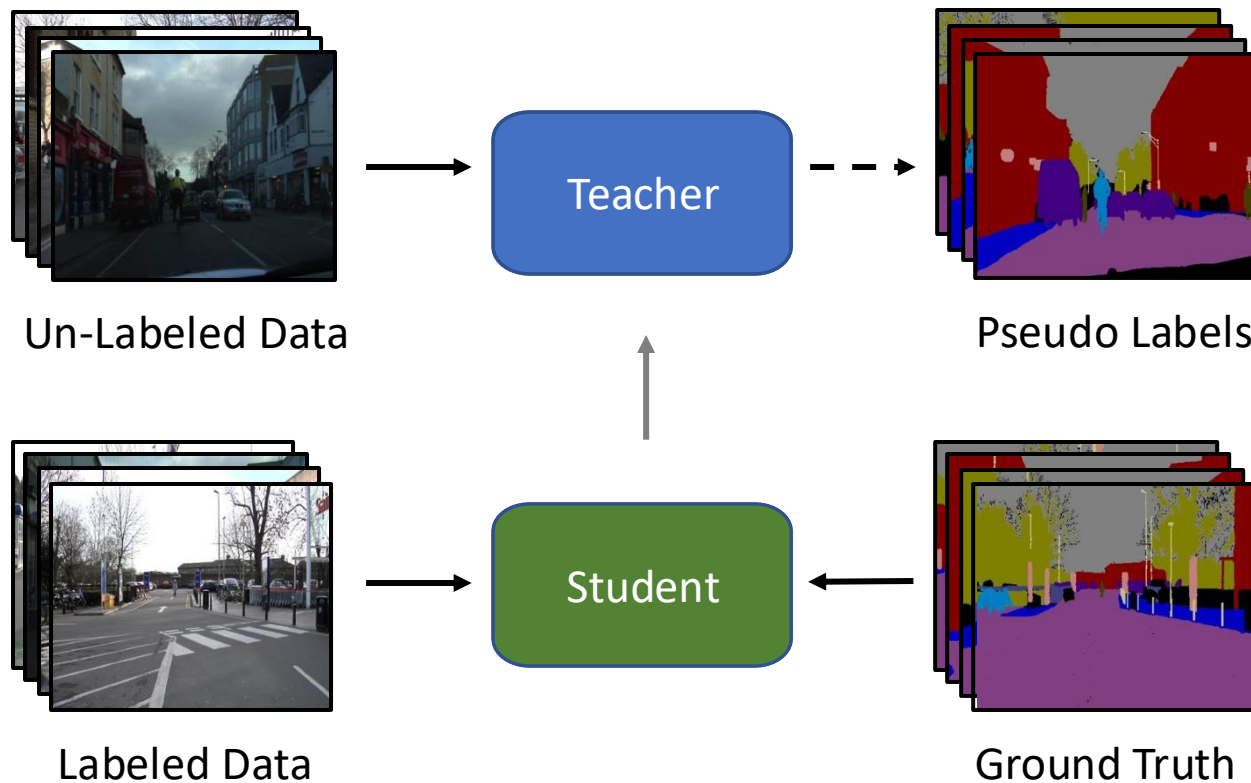 Teacher
Un-Labeled Data
Pseudo Labels
Student
Labeled Data
Ground Truth